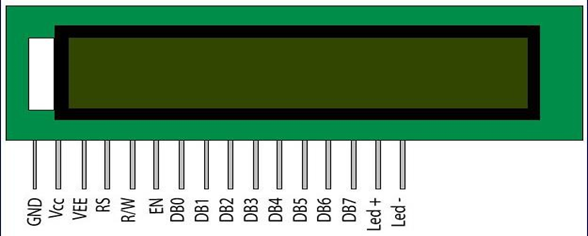 GND
Vcc
VEE
RS
R/W
EN
DB0
DB1
DB2
DB3
DB4
DB5
DB6
DB7
Led +
Led -